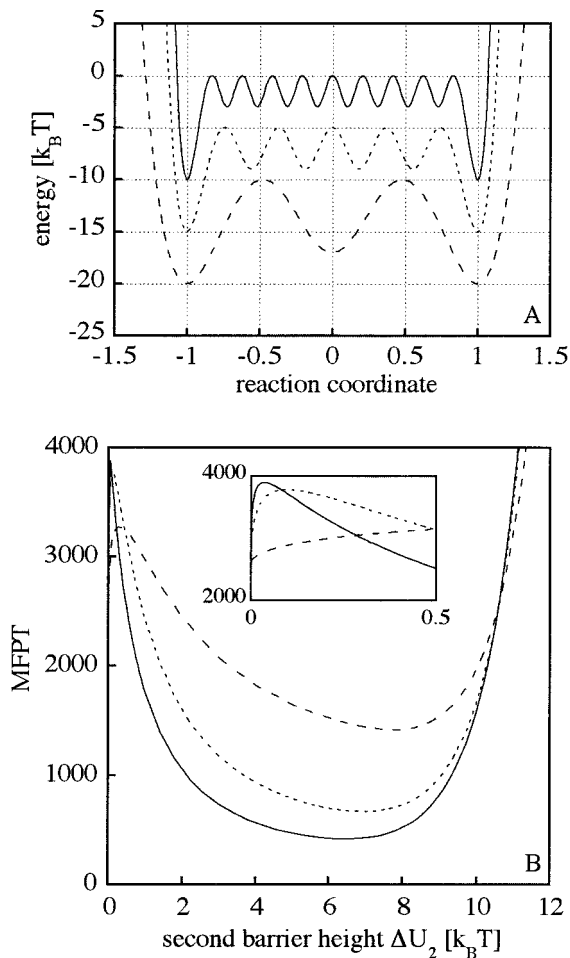 5
0
-5
-10
-15
-20
-25
energy [k_BT]
A
-1.5 -1 -0.5 0 0.5 1 1.5
reaction coordinate
4000
3000
2000
1000
0
MFPT
4000
2000
0 0.5
B
0 2 4 6 8 10 12
second barrier height ΔU_2 [k_BT]